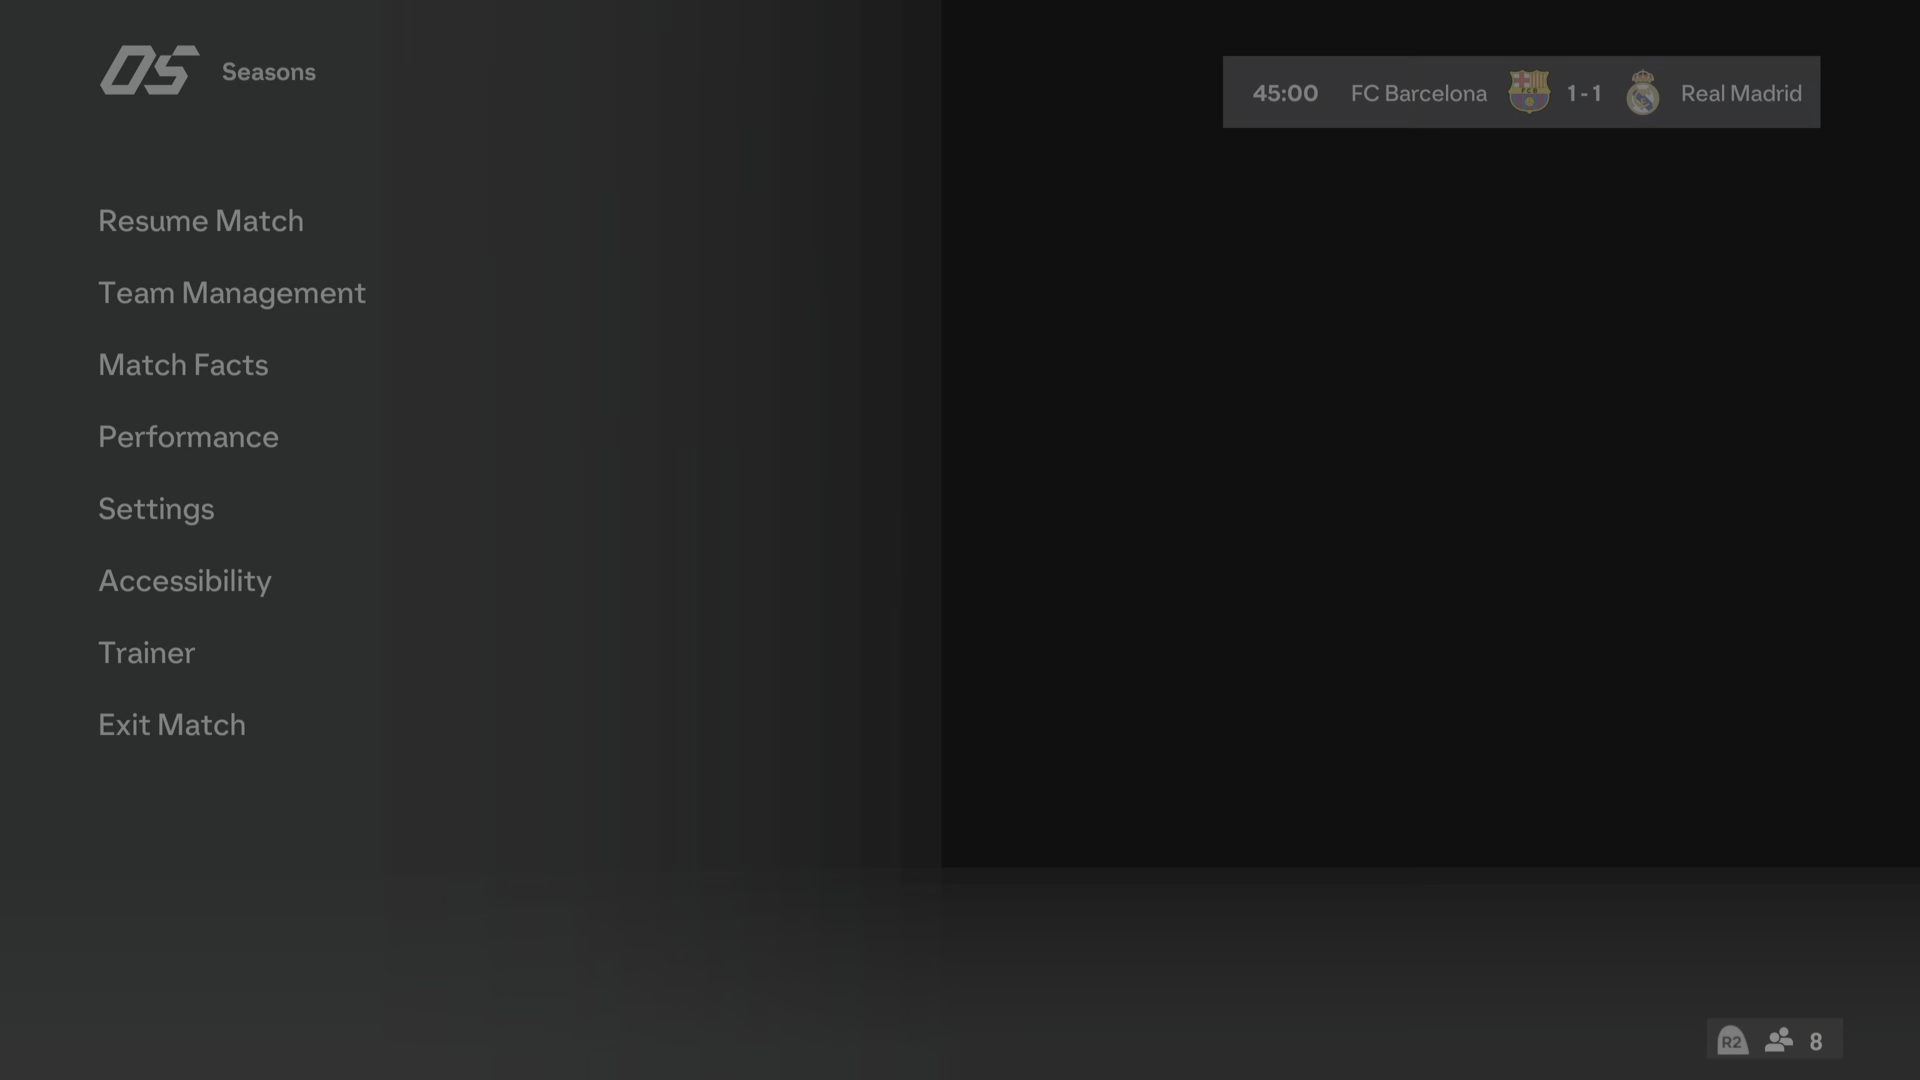 OS Seasons
45:00 FC Barcelona 1-1 Real Madrid
Resume Match
Team Management
Match Facts
Performance
Settings
Accessibility
Trainer
Exit Match
R2 8